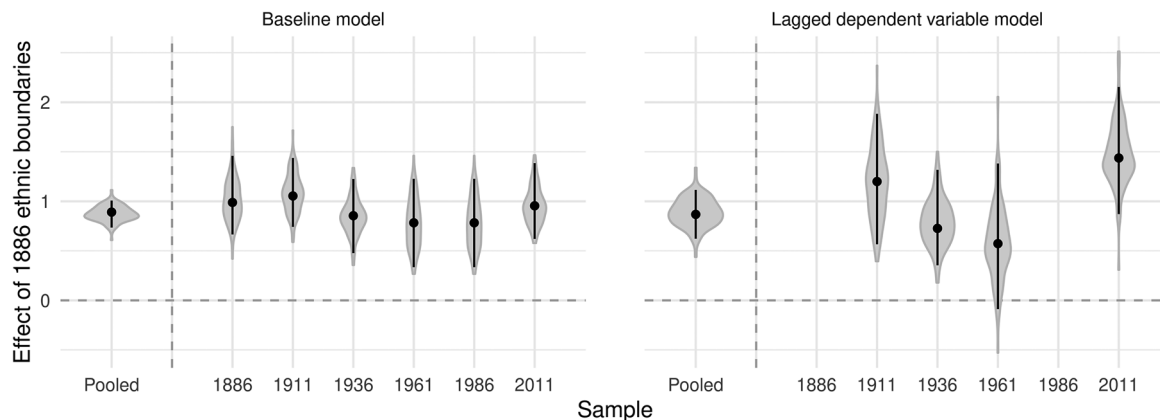 Baseline model
Lagged dependent variable model
Effect of 1886 ethnic boundaries
2
1
0
Pooled 1886 1911 1936 1961 1986 2011
Pooled 1886 1911 1936 1961 1986 2011
Sample